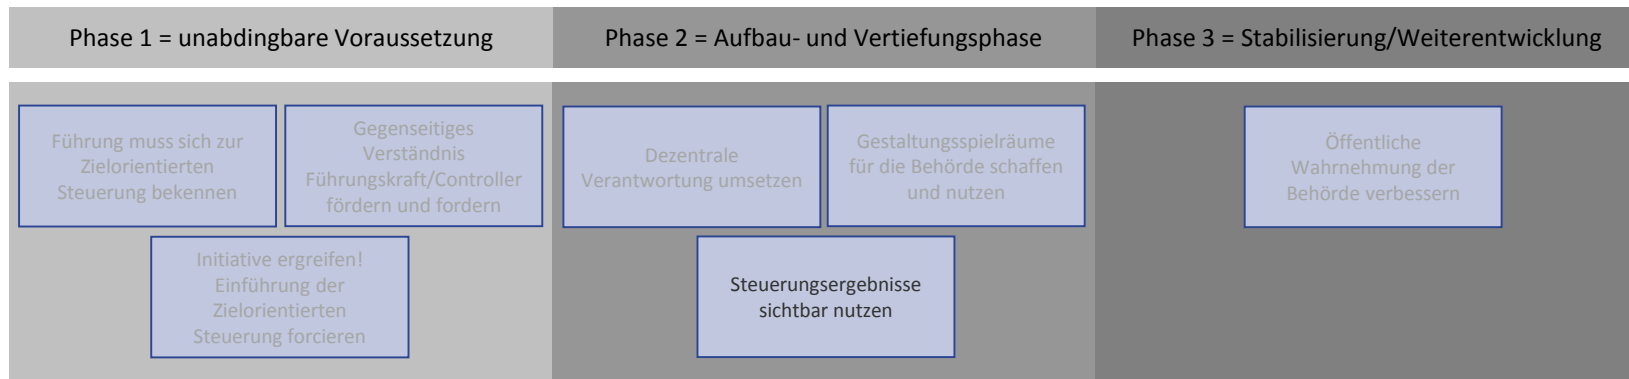 Phase 1 = unabdingbare Voraussetzung
Phase 2 = Aufbau- und Vertiefungsphase
Phase 3 = Stabilisierung/Weiterentwicklung
Führung muss sich zur
Zielorientierten
Steuerung bekennen
Gegenseitiges
Verständnis
Führungskraft/Controller
fördern und fordern
Initiative ergreifen!
Einführung der
Zielorientierten
Steuerung forcieren
Dezentrale
Verantwortung umsetzen
Gestaltungsspielräume
für die Behörde schaffen
und nutzen
Steuerungsergebnisse
sichtbar nutzen
Öffentliche
Wahrnehmung der
Behörde verbessern